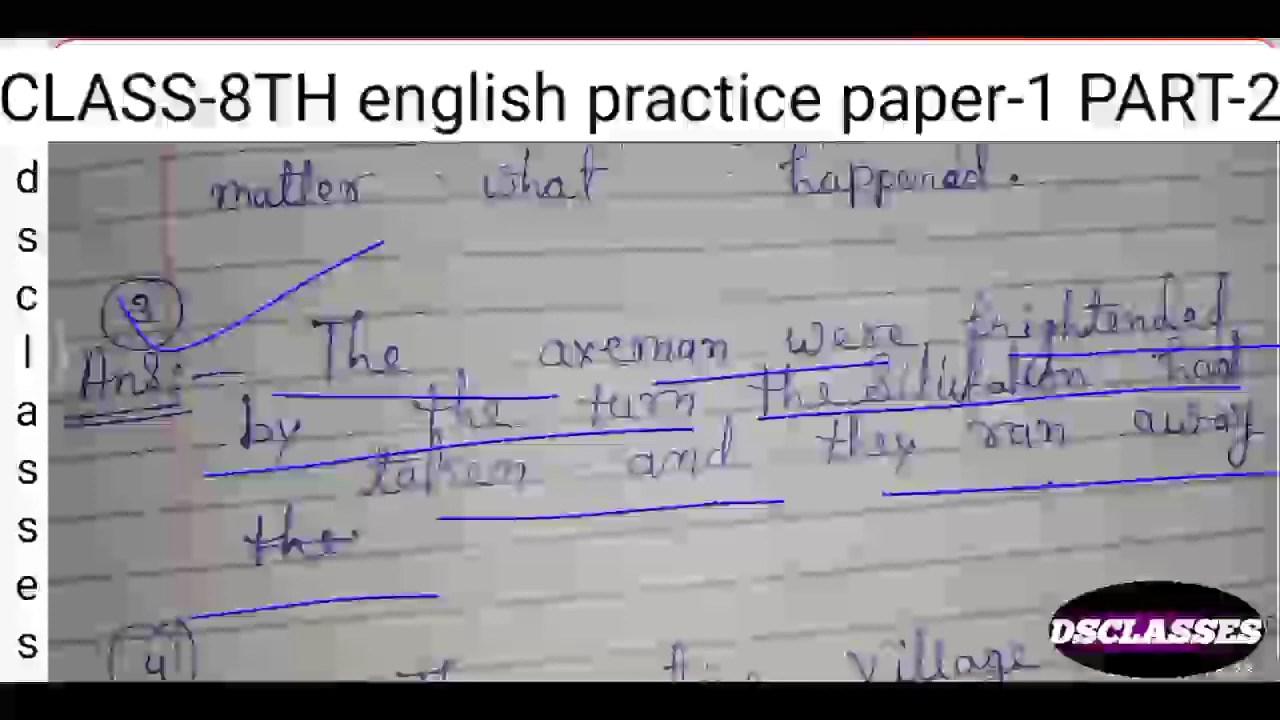 CLASS-8TH english practice paper-1 PART-2
d
s
c
l
a
s
s
e
s
matter what happened.
3
Ans:- The axeman were frightended
by the turn the situation had
taken and they ran away
the
4
village
DSCLASSES